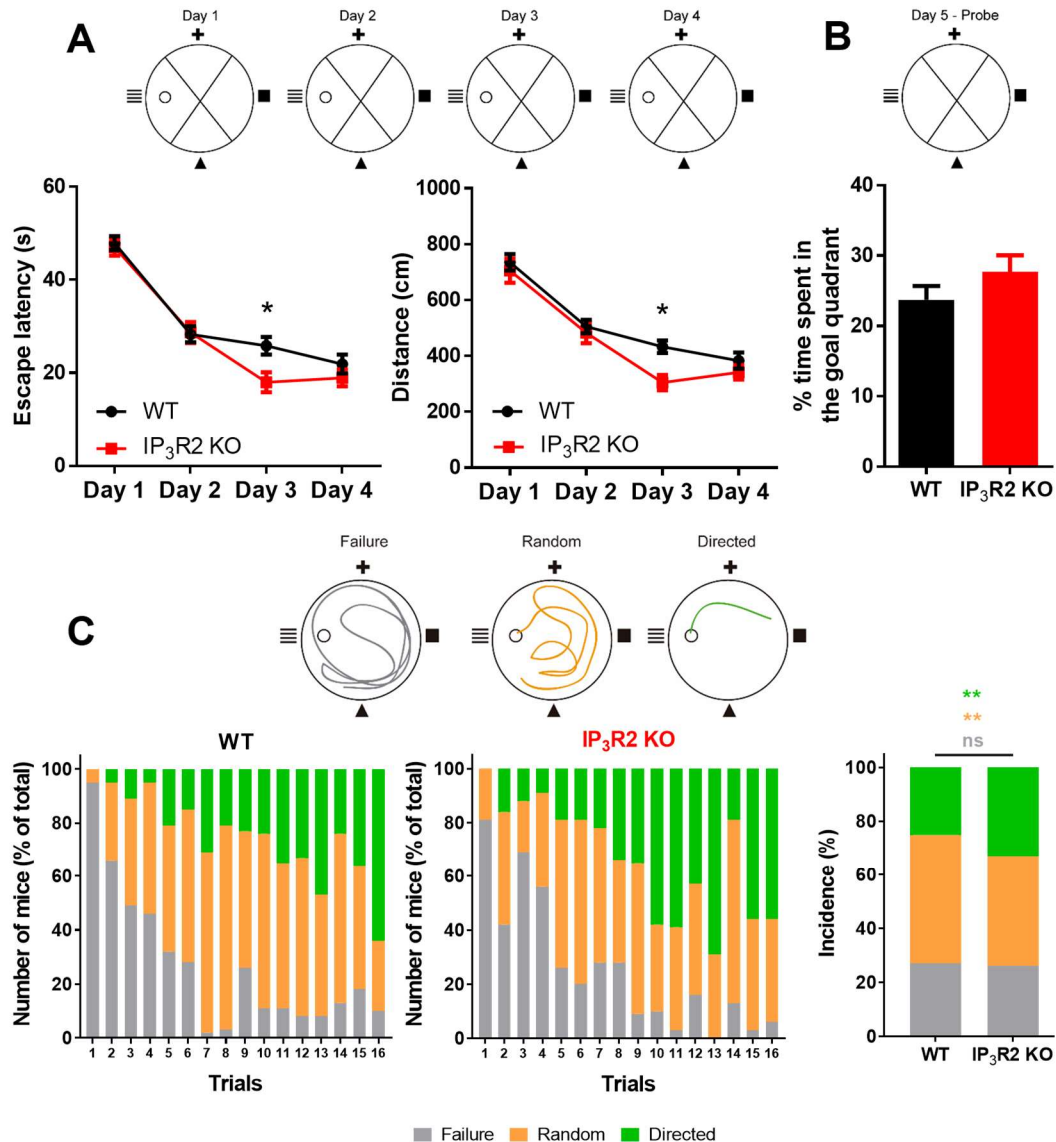 A
Day 1
Day 2
Day 3
Day 4
B
Day 5 - Probe
60
40
20
0
Escape latency (s)
*
WT
IP₃R2 KO
Day 1 Day 2 Day 3 Day 4
1000
800
600
400
200
0
Distance (cm)
*
WT
IP₃R2 KO
Day 1 Day 2 Day 3 Day 4
40
30
20
10
0
% time spent in
the goal quadrant
WT IP₃R2 KO
C
Failure
Random
Directed
WT
100
80
60
40
20
0
Number of mice (% of total)
1 2 3 4 5 6 7 8 9 10 11 12 13 14 15 16
Trials
IP₃R2 KO
100
80
60
40
20
0
Number of mice (% of total)
1 2 3 4 5 6 7 8 9 10 11 12 13 14 15 16
Trials
**
**
ns
100
80
60
40
20
0
Incidence (%)
WT IP₃R2 KO
Failure Random Directed